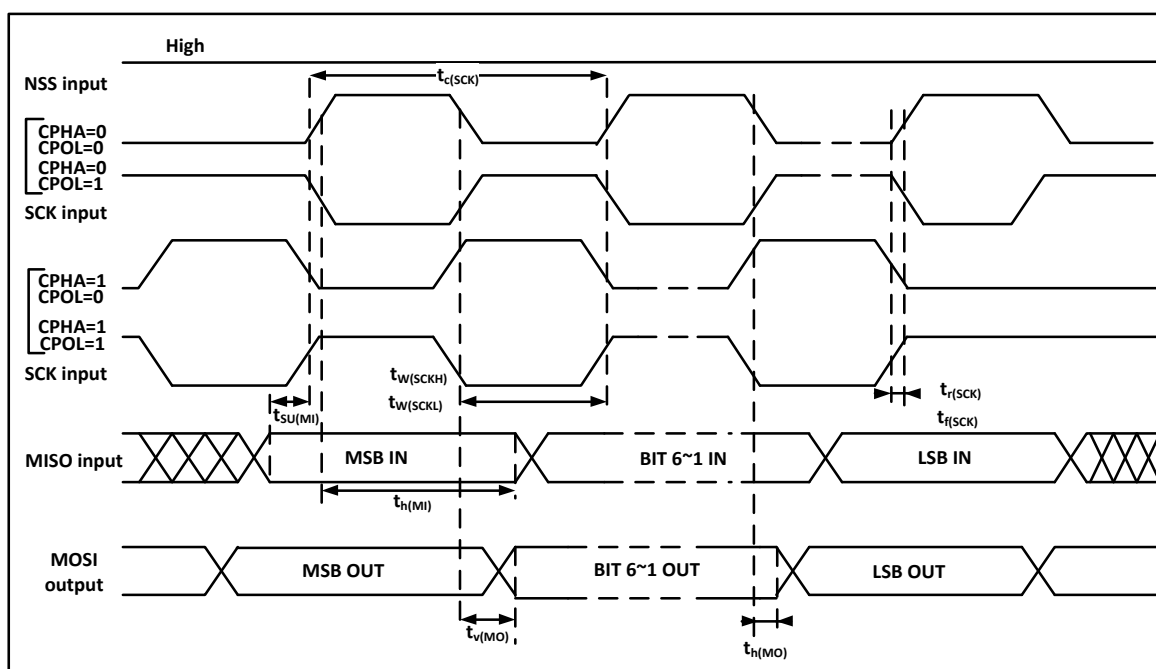 High
NSS input
tc(SCK)
CPHA=0
CPOL=0
CPHA=0
CPOL=1
SCK input
CPHA=1
CPOL=0
CPHA=1
CPOL=1
SCK input
tW(SCKH)
tW(SCKL)
tr(SCK)
tf(SCK)
tSU(MI)
MISO input
MSB IN
BIT 6~1 IN
LSB IN
th(MI)
MOSI
output
MSB OUT
BIT 6~1 OUT
LSB OUT
tv(MO)
th(MO)